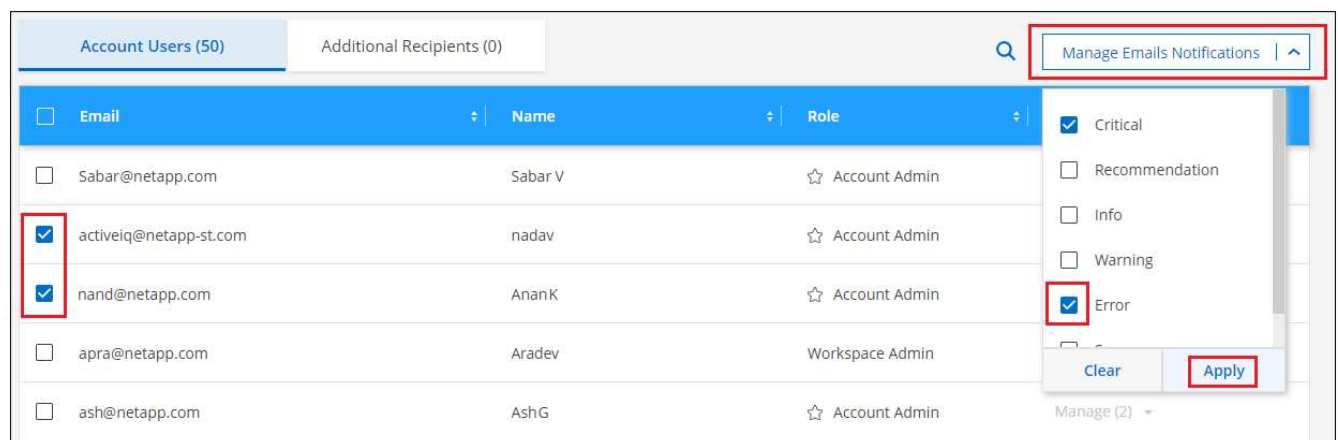 Account Users (50)
Additional Recipients (0)
Manage Emails Notifications
Email
Name
Role
Critical
Sabar@netapp.com
Sabar V
Account Admin
Recommendation
Info
activeiq@netapp-st.com
nadav
Account Admin
Warning
nand@netapp.com
AnanK
Account Admin
Error
apra@netapp.com
Aradev
Workspace Admin
Clear
Apply
ash@netapp.com
AshG
Account Admin
Manage (2)